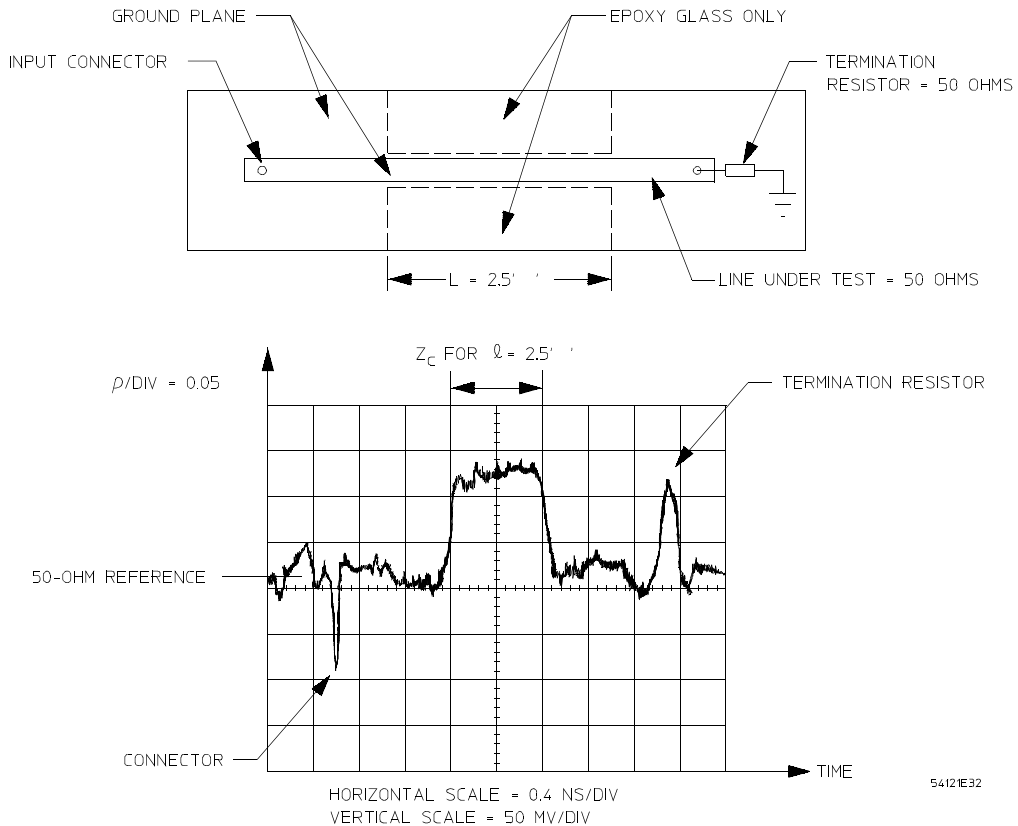 GROUND PLANE
EPOXY GLASS ONLY
INPUT CONNECTOR
TERMINATION
RESISTOR = 50 OHMS
L = 2.5' '
LINE UNDER TEST = 50 OHMS
Z_C FOR ℓ = 2.5' '
ρ/DIV = 0.05
TERMINATION RESISTOR
50-OHM REFERENCE
CONNECTOR
TIME
54121E32
HORIZONTAL SCALE = 0.4 NS/DIV
VERTICAL SCALE = 50 MV/DIV